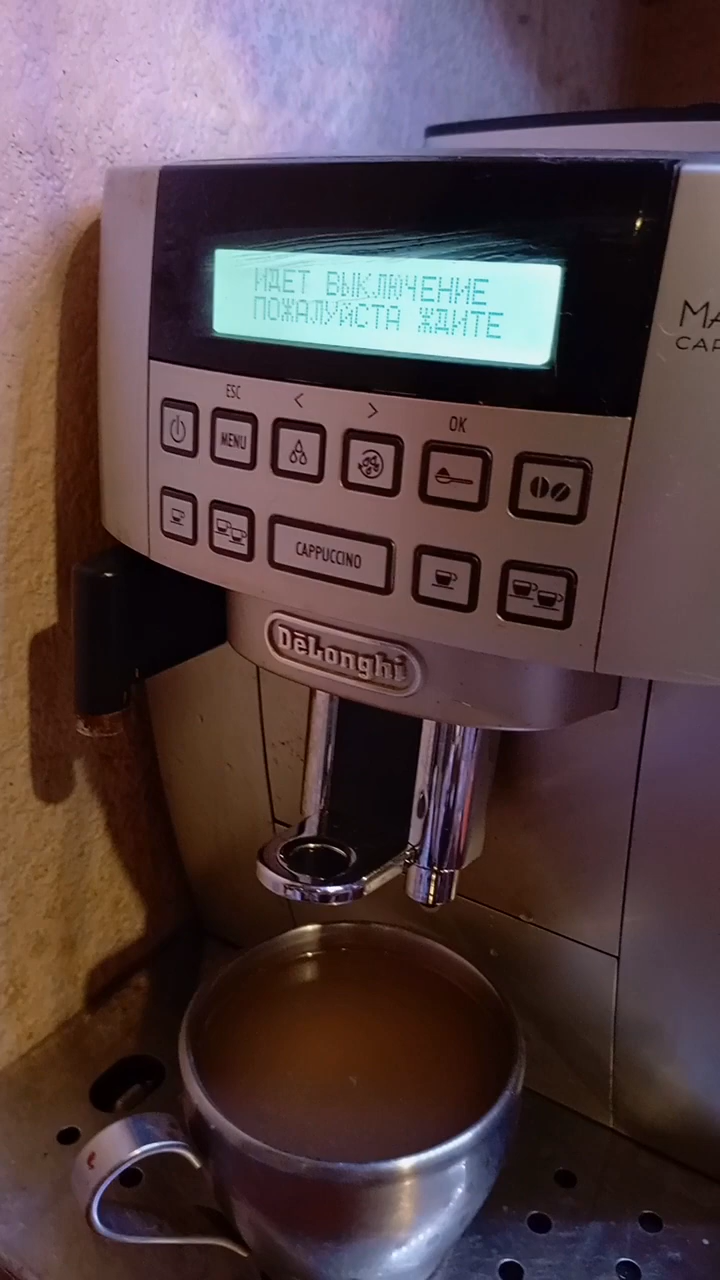 ИДЕТ ВЫКЛЮЧЕНИЕ
ПОЖАЛУЙСТА ЖДИТЕ
ESC
<
>
OK
MENU
CAPPUCCINO
DeLonghi